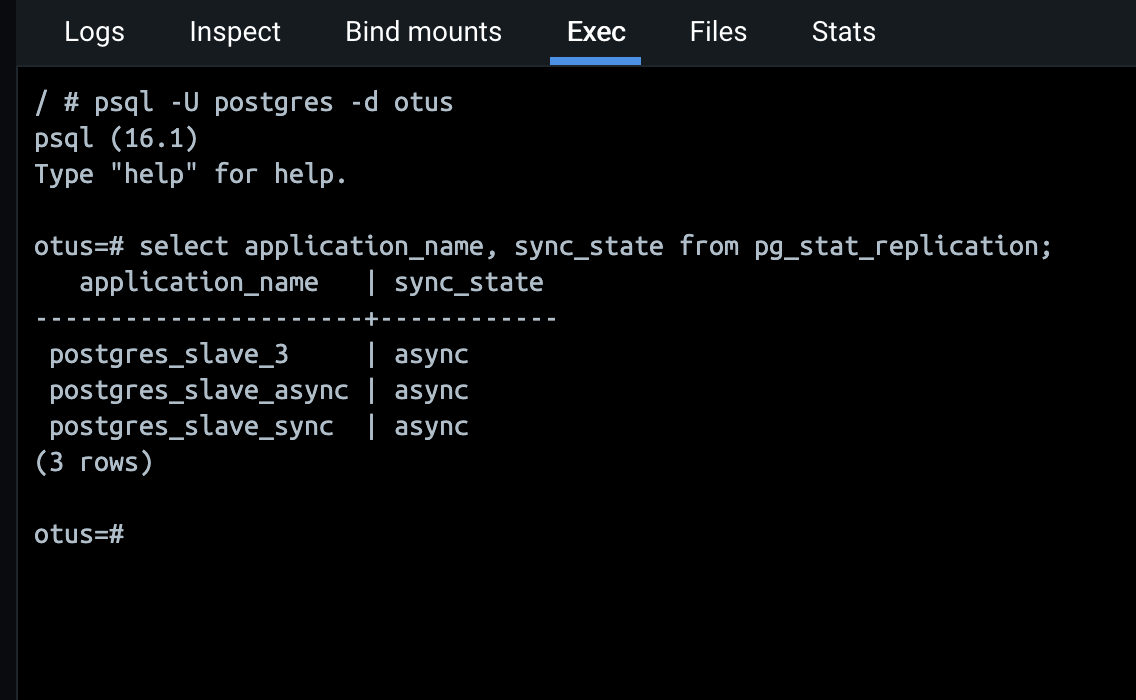 Logs Inspect Bind mounts Exec Files Stats
/ # psql -U postgres -d otus
psql (16.1)
Type "help" for help.
otus=# select application_name, sync_state from pg_stat_replication;
   application_name   | sync_state
----------------------+------------
 postgres_slave_3     | async
 postgres_slave_async | async
 postgres_slave_sync  | async
(3 rows)
otus=#